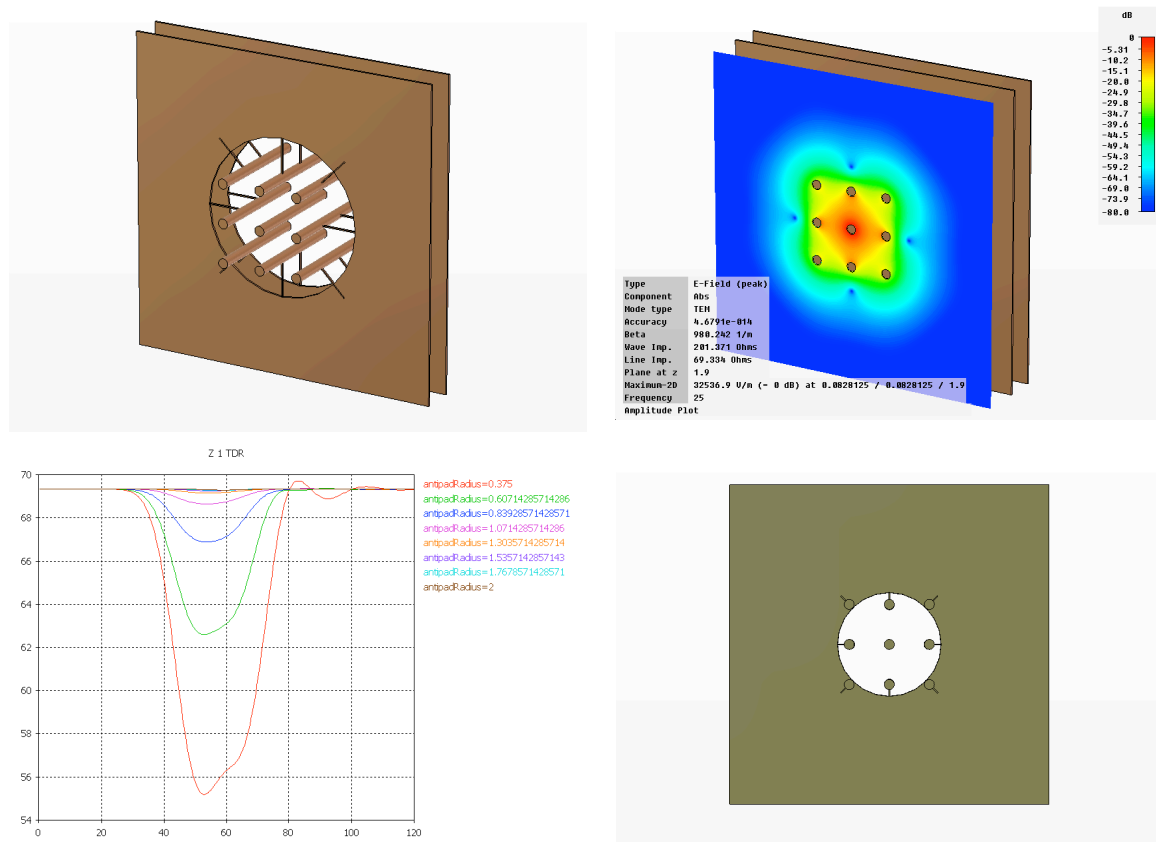 dB
0
-5.31
-10.2
-15.1
-20.0
-24.9
-29.8
-34.7
-39.6
-44.5
-49.4
-54.3
-59.2
-64.1
-69.0
-73.9
-80.0
Type E-Field (peak)
Component Abs
Mode type TEM
Accuracy 4.6791e-014
Beta 980.242 1/m
Wave Imp. 201.371 Ohms
Line Imp. 69.334 Ohms
Plane at z 1.9
Maximum-2D 32536.9 V/m (= 0 dB) at 0.0828125 / 0.0828125 / 1.9
Frequency 25
Amplitude Plot
Z 1 TDR
70
68
66
64
62
60
58
56
54
0 20 40 60 80 100 120
antipadRadius=0.375
antipadRadius=0.60714285714286
antipadRadius=0.83928571428571
antipadRadius=1.0714285714286
antipadRadius=1.3035714285714
antipadRadius=1.5357142857143
antipadRadius=1.7678571428571
antipadRadius=2